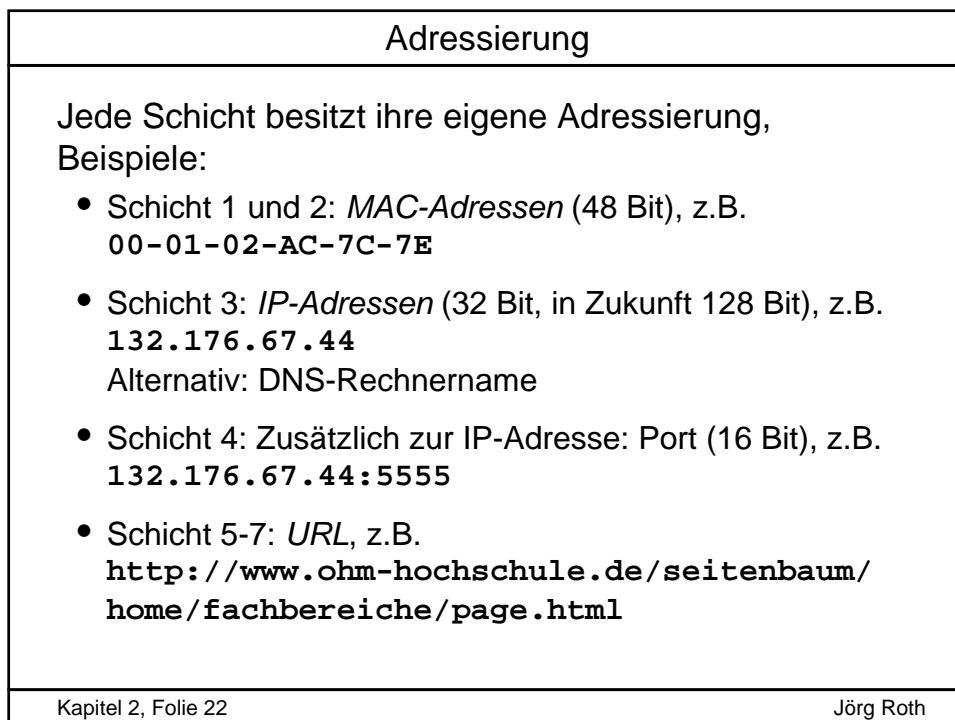 Adressierung
Jede Schicht besitzt ihre eigene Adressierung,
Beispiele:
• Schicht 1 und 2: MAC-Adressen (48 Bit), z.B.
00-01-02-AC-7C-7E
• Schicht 3: IP-Adressen (32 Bit, in Zukunft 128 Bit), z.B.
132.176.67.44
Alternativ: DNS-Rechnername
• Schicht 4: Zusätzlich zur IP-Adresse: Port (16 Bit), z.B.
132.176.67.44:5555
• Schicht 5-7: URL, z.B.
http://www.ohm-hochschule.de/seitenbaum/
home/fachbereiche/page.html
Kapitel 2, Folie 22
Jörg Roth